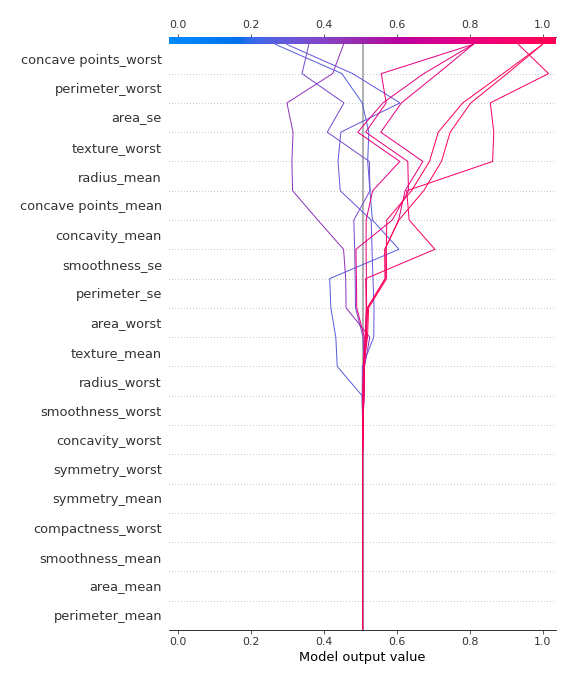 0.0 0.2 0.4 0.6 0.8 1.0
concave points_worst
perimeter_worst
area_se
texture_worst
radius_mean
concave points_mean
concavity_mean
smoothness_se
perimeter_se
area_worst
texture_mean
radius_worst
smoothness_worst
concavity_worst
symmetry_worst
symmetry_mean
compactness_worst
smoothness_mean
area_mean
perimeter_mean
0.0 0.2 0.4 0.6 0.8 1.0
Model output value